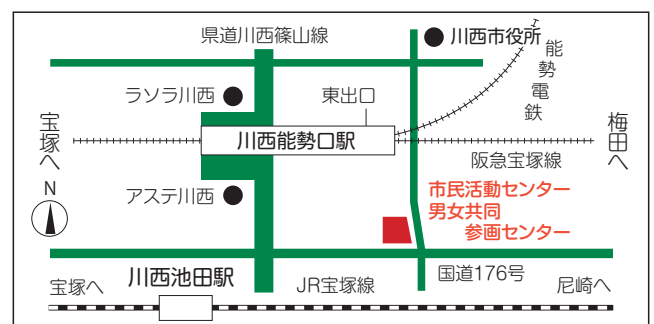 県道川西篠山線
川西市役所
能勢電鉄
ラソラ川西
東出口
宝塚へ
川西能勢口駅
梅田へ
阪急宝塚線
N
アステ川西
市民活動センター
男女共同
参画センター
川西池田駅
国道176号
宝塚へ
JR宝塚線
尼崎へ